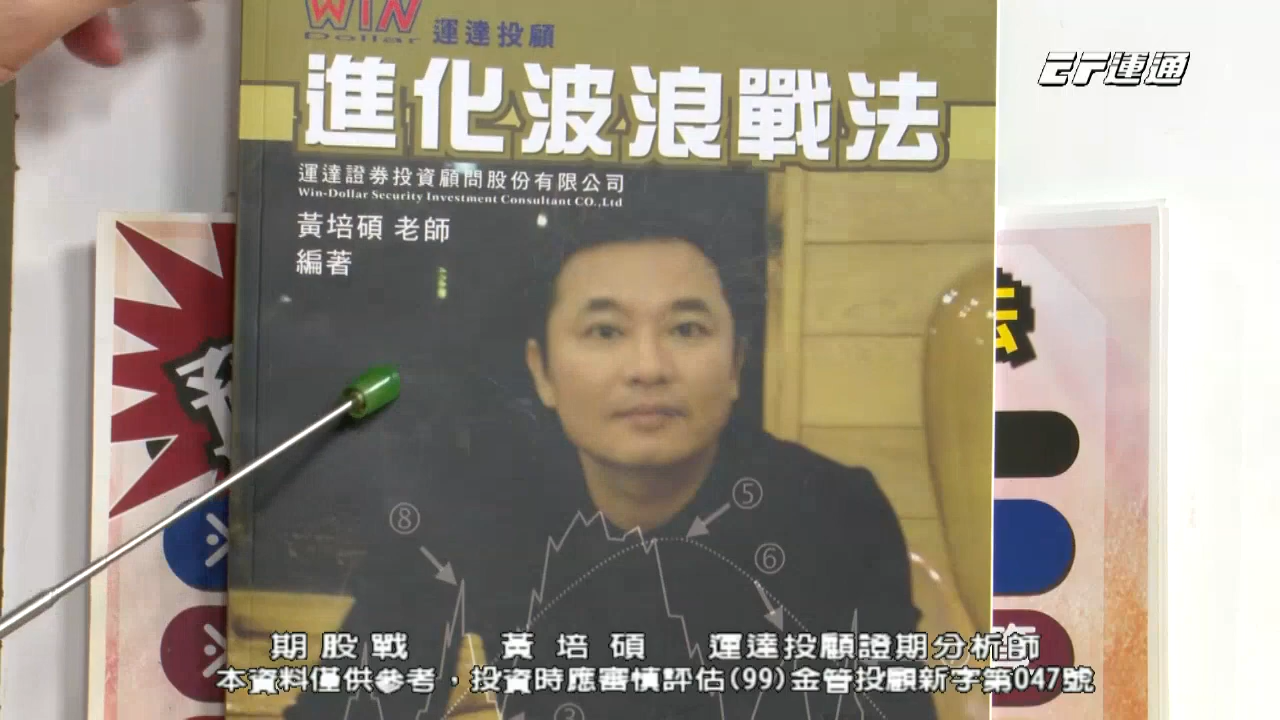 WIN
Dollar 運達投顧
EF運通
進化波浪戰法
運達證券投資顧問股份有限公司
Win-Dollar Security Investment Consultant CO.,Ltd
黃培碩 老師
編著
法
⑧
⑤
⑥
※
※
③
期股戰 黃培碩 運達投顧證期分析師
本資料僅供參考,投資時應審慎評估(99)金管投顧新字第047號